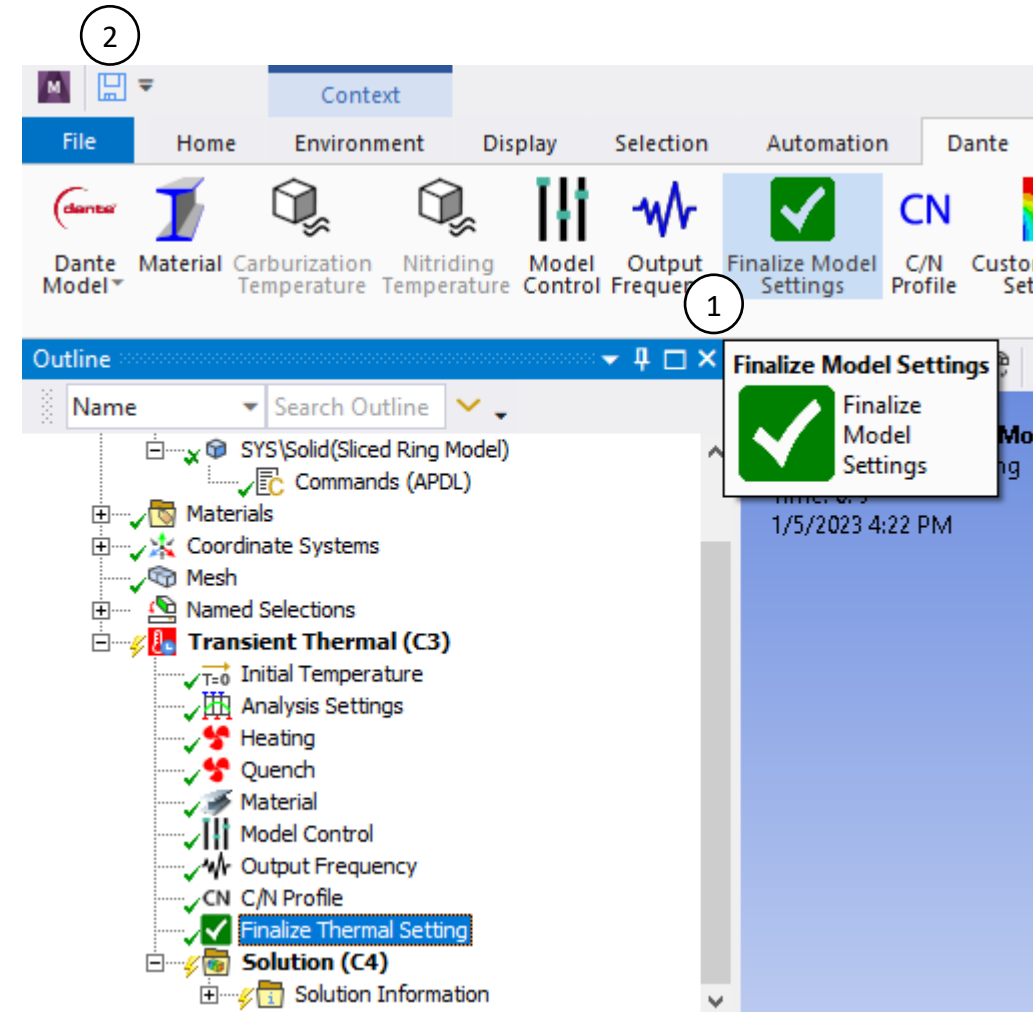 2
M
Context
File Home Environment Display Selection Automation Dante
dante CN
Dante Material Carburization Nitriding Model Output Finalize Model C/N
Model Temperature Temperature Control Settings Profile
1
Outline
Finalize Model Settings
Name Search Outline
Finalize
Model
Settings
SYS\Solid(Sliced Ring Model)
Commands (APDL)
Materials
1/5/2023 4:22 PM
Coordinate Systems
Mesh
Named Selections
Transient Thermal (C3)
T=0 Initial Temperature
Analysis Settings
Heating
Quench
Material
Model Control
Output Frequency
CN C/N Profile
Finalize Thermal Setting
Solution (C4)
Solution Information